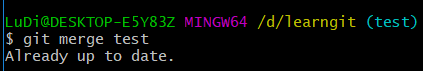 LuDi@DESKTOP-E5Y83Z MINGW64 /d/learngit (test)
$ git merge test
Already up to date.